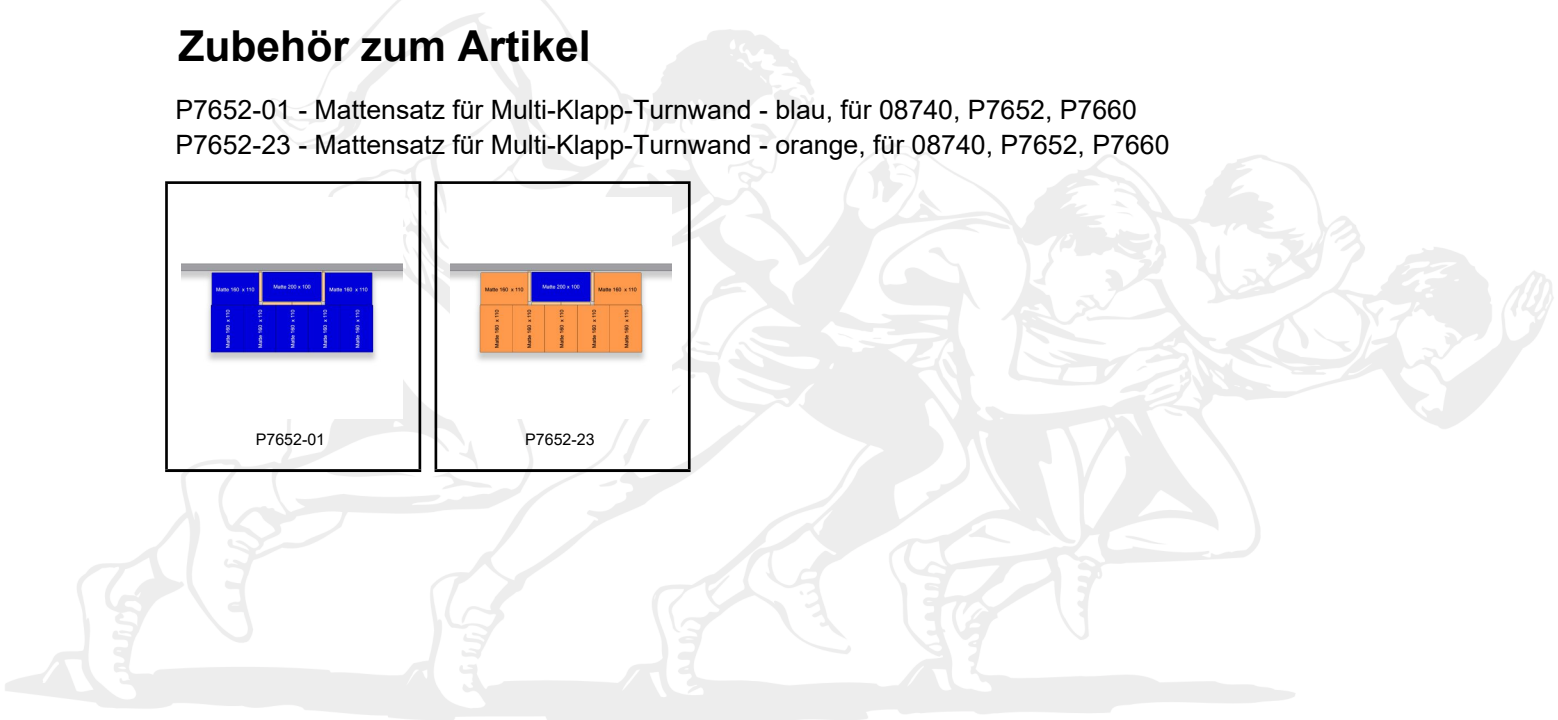 Zubehör zum Artikel
P7652-01 - Mattensatz für Multi-Klapp-Turnwand - blau, für 08740, P7652, P7660
P7652-23 - Mattensatz für Multi-Klapp-Turnwand - orange, für 08740, P7652, P7660
Matte 160 x 110
Matte 200 x 100
Matte 160 x 110
Matte 160 x 110
Matte 160 x 110
Matte 160 x 110
Matte 160 x 110
Matte 160 x 110
P7652-01
Matte 160 x 110
Matte 200 x 100
Matte 160 x 110
Matte 160 x 110
Matte 160 x 110
Matte 160 x 110
Matte 160 x 110
Matte 160 x 110
P7652-23